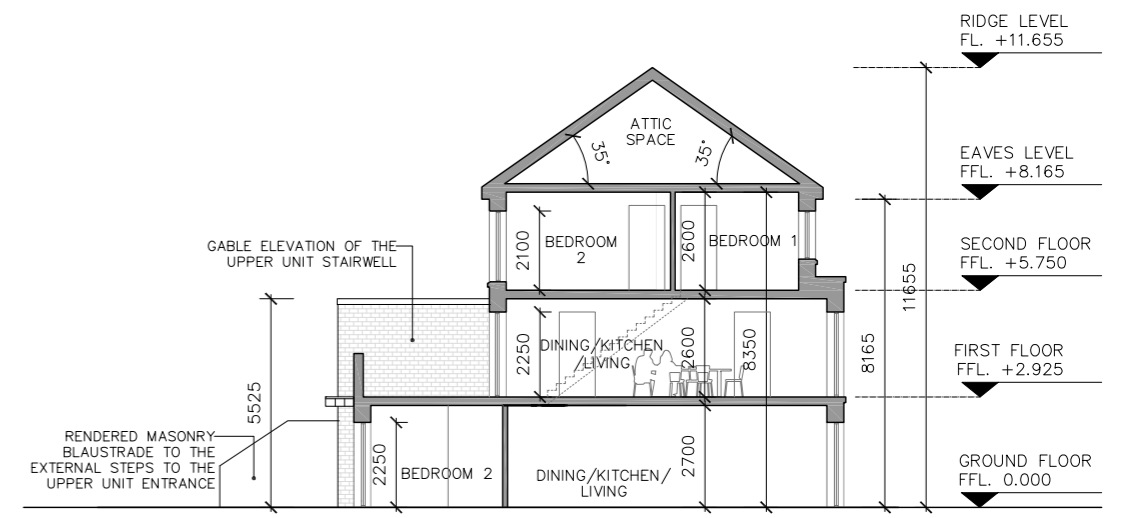 RIDGE LEVEL
FL. +11.655
ATTIC
SPACE
35°
35°
EAVES LEVEL
FFL. +8.165
GABLE ELEVATION OF THE
UPPER UNIT STAIRWELL
2100
BEDROOM
2
2600
BEDROOM 1
11655
SECOND FLOOR
FFL. +5.750
5525
2250
DINING/KITCHEN
/LIVING
2600
8350
8165
FIRST FLOOR
FFL. +2.925
RENDERED MASONRY
BLAUSTRADE TO THE
EXTERNAL STEPS TO THE
UPPER UNIT ENTRANCE
2250
BEDROOM 2
DINING/KITCHEN/
LIVING
2700
GROUND FLOOR
FFL. 0.000